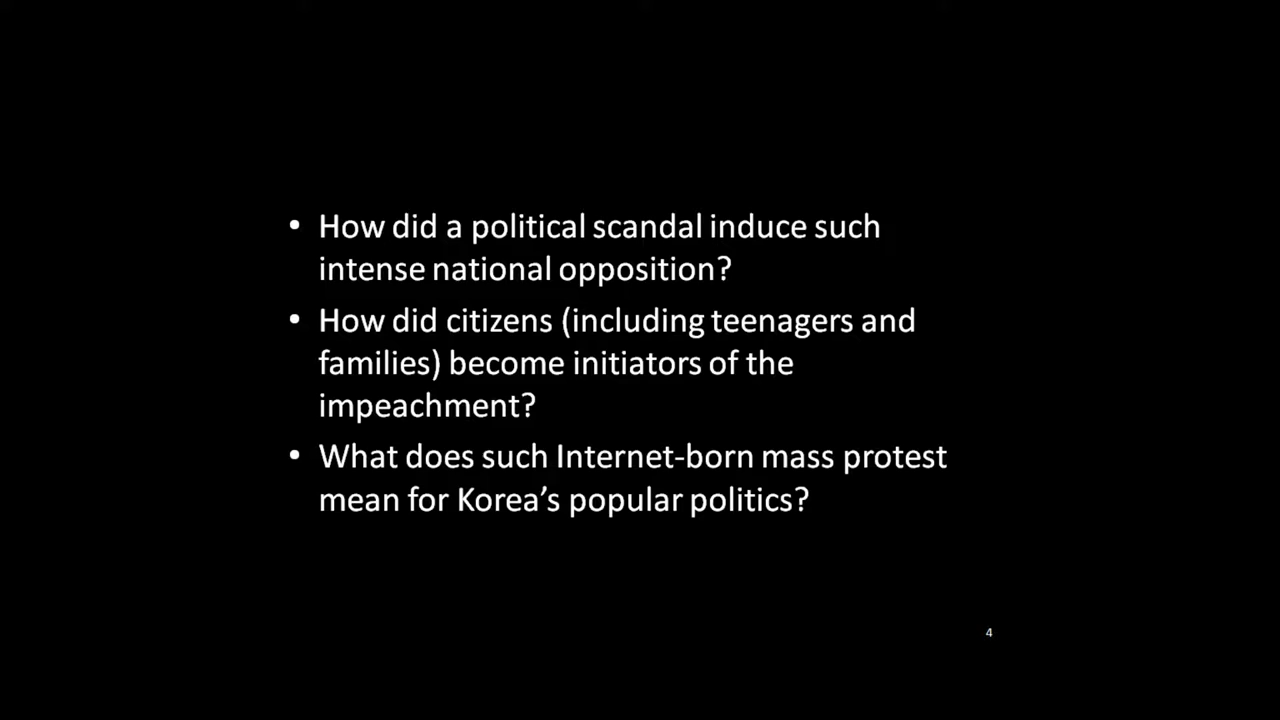 • How did a political scandal induce such
intense national opposition?
• How did citizens (including teenagers and
families) become initiators of the
impeachment?
• What does such Internet-born mass protest
mean for Korea’s popular politics?
4